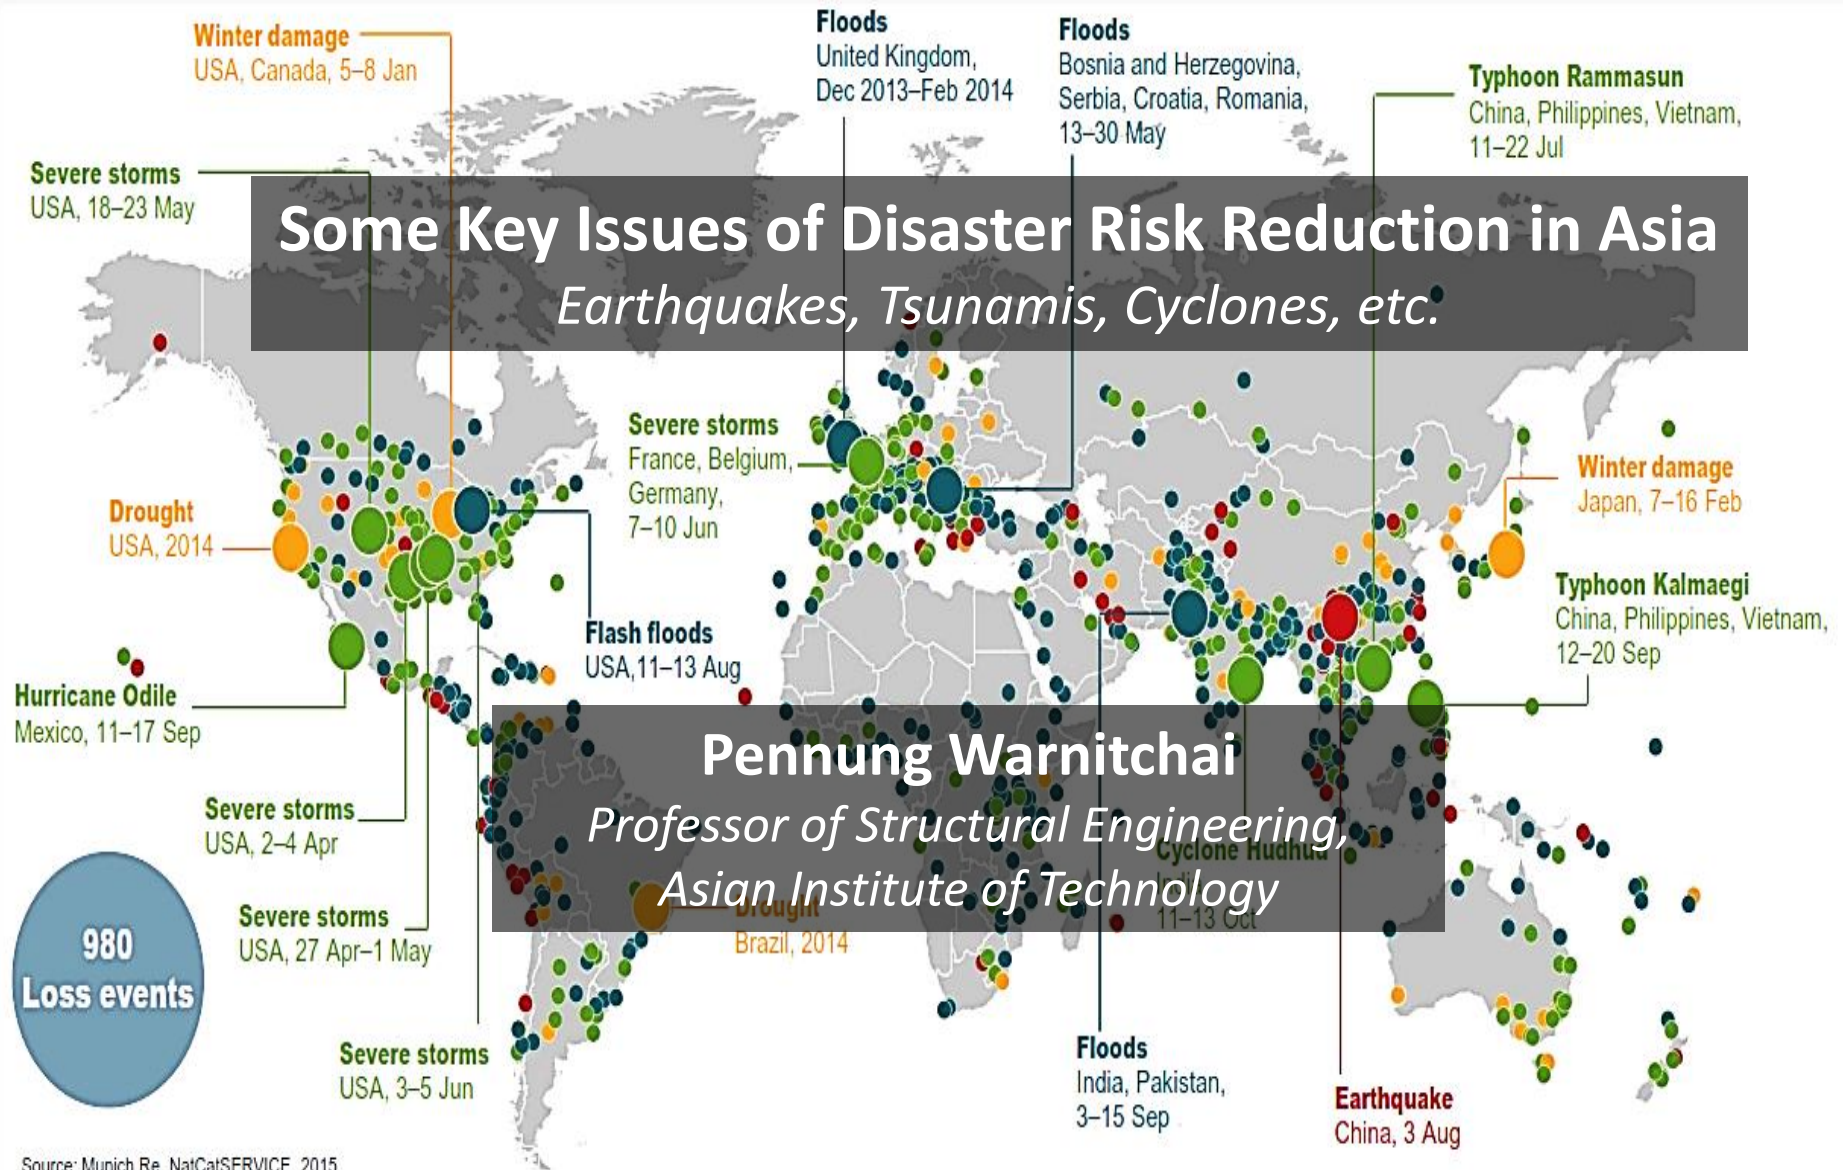 Winter damage
USA, Canada, 5–8 Jan
Floods
United Kingdom,
Dec 2013–Feb 2014
Floods
Bosnia and Herzegovina,
Serbia, Croatia, Romania,
13–30 May
Typhoon Rammasun
China, Philippines, Vietnam,
11–22 Jul
Severe storms
USA, 18–23 May
Some Key Issues of Disaster Risk Reduction in Asia
Earthquakes, Tsunamis, Cyclones, etc.
Severe storms
France, Belgium,
Germany,
7–10 Jun
Winter damage
Japan, 7–16 Feb
Drought
USA, 2014
Typhoon Kalmaegi
China, Philippines, Vietnam,
12–20 Sep
Flash floods
USA,11–13 Aug
Hurricane Odile
Mexico, 11–17 Sep
Pennung Warnitchai
Professor of Structural Engineering,
Asian Institute of Technology
Severe storms
USA, 2–4 Apr
Cyclone Hudhud
India
11–13 Oct
Severe storms
USA, 27 Apr–1 May
Drought
Brazil, 2014
980
Loss events
Severe storms
USA, 3–5 Jun
Floods
India, Pakistan,
3–15 Sep
Earthquake
China, 3 Aug
Source: Munich Re, NatCatSERVICE, 2015